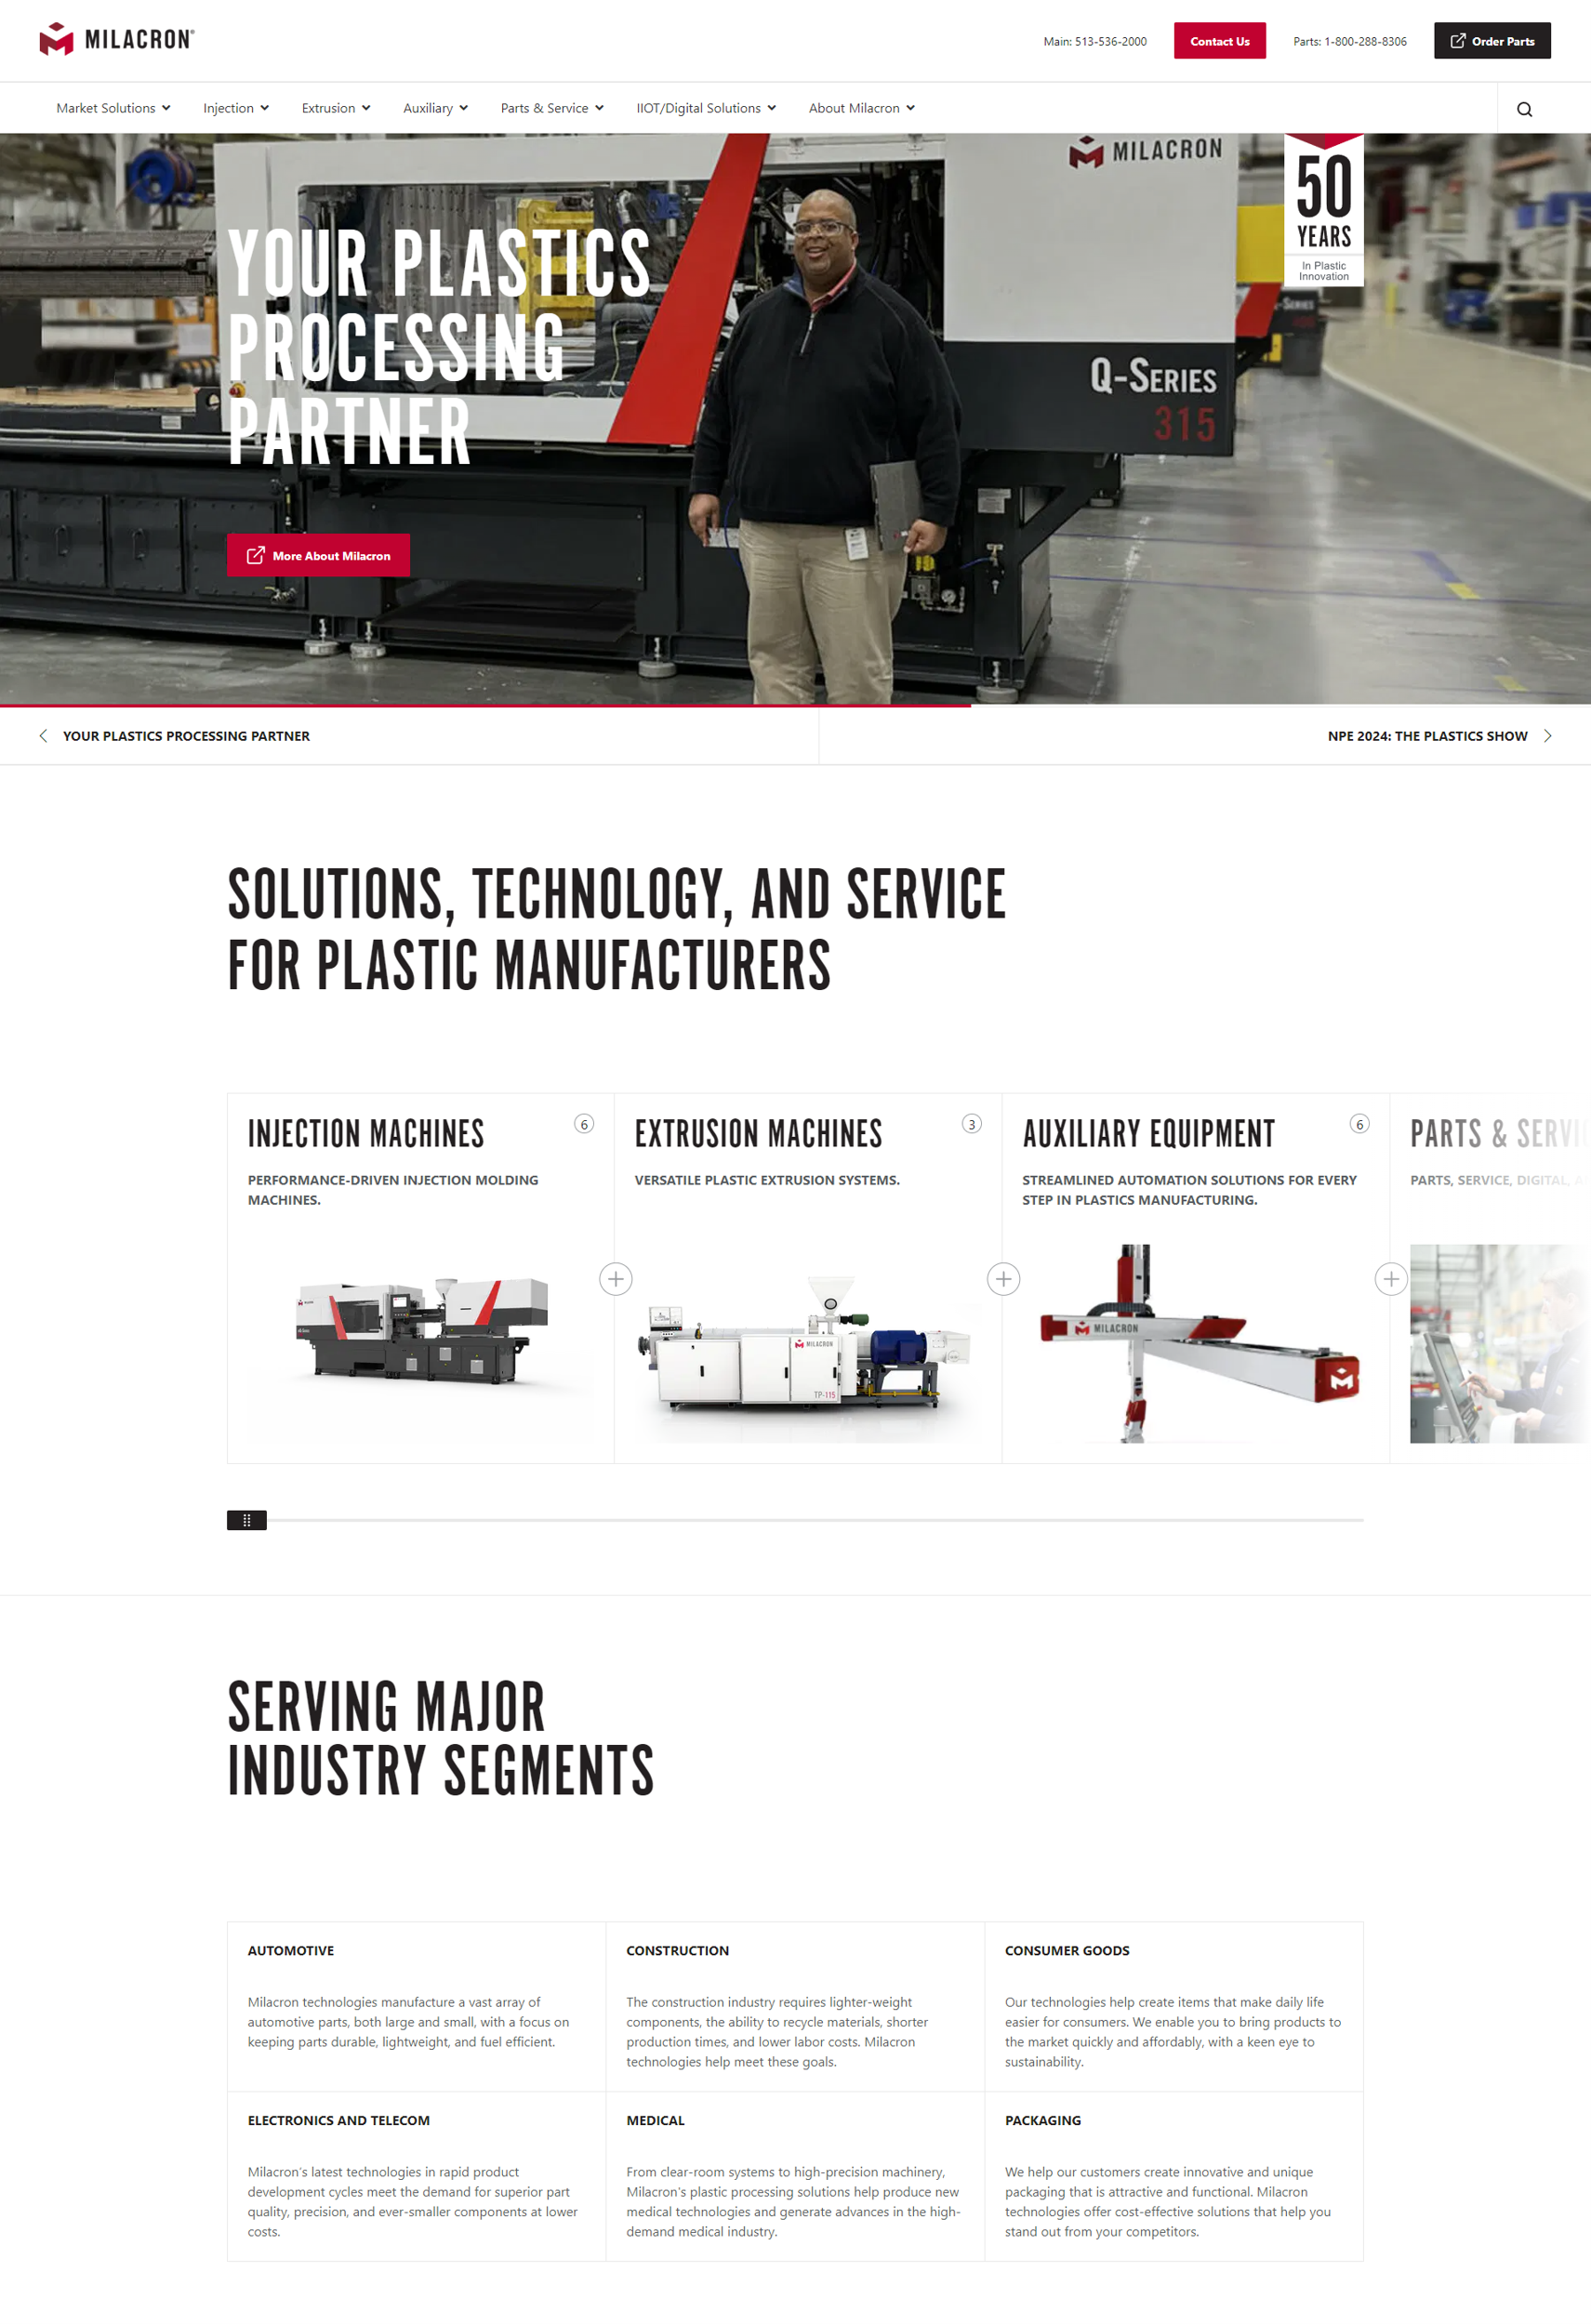 MILACRON®
Main: 513-536-2000
Contact Us
Parts: 1-800-288-8306
Order Parts
Market Solutions
Injection
Extrusion
Auxiliary
Parts & Service
IIOT/Digital Solutions
About Milacron
MILACRON
50
YEARS
In Plastic
Innovation
YOUR PLASTICS
PROCESSING
PARTNER
Q-SERIES
315
More About Milacron
YOUR PLASTICS PROCESSING PARTNER
NPE 2024: THE PLASTICS SHOW
SOLUTIONS, TECHNOLOGY, AND SERVICE
FOR PLASTIC MANUFACTURERS
INJECTION MACHINES
6
PERFORMANCE-DRIVEN INJECTION MOLDING
MACHINES.
EXTRUSION MACHINES
3
VERSATILE PLASTIC EXTRUSION SYSTEMS.
MILACRON
TP-115
AUXILIARY EQUIPMENT
6
STREAMLINED AUTOMATION SOLUTIONS FOR EVERY
STEP IN PLASTICS MANUFACTURING.
MILACRON
PARTS & SERVI
PARTS, SERVICE, DIGITAL,
SERVING MAJOR
INDUSTRY SEGMENTS
AUTOMOTIVE
Milacron technologies manufacture a vast array of
automotive parts, both large and small, with a focus on
keeping parts durable, lightweight, and fuel efficient.
CONSTRUCTION
The construction industry requires lighter-weight
components, the ability to recycle materials, shorter
production times, and lower labor costs. Milacron
technologies help meet these goals.
CONSUMER GOODS
Our technologies help create items that make daily life
easier for consumers. We enable you to bring products to
the market quickly and affordably, with a keen eye to
sustainability.
ELECTRONICS AND TELECOM
Milacron's latest technologies in rapid product
development cycles meet the demand for superior part
quality, precision, and ever-smaller components at lower
costs.
MEDICAL
From clear-room systems to high-precision machinery,
Milacron's plastic processing solutions help produce new
medical technologies and generate advances in the high-
demand medical industry.
PACKAGING
We help our customers create innovative and unique
packaging that is attractive and functional. Milacron
technologies offer cost-effective solutions that help you
stand out from your competitors.